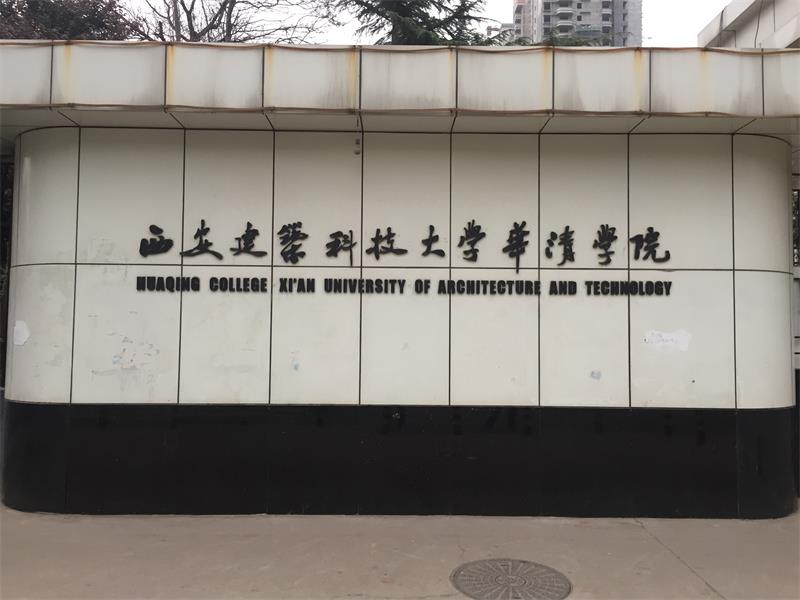 西安建築科技大学華清学院
HUAQING COLLEGE XI'AN UNIVERSITY OF ARCHITECTURE AND TECHNOLOGY